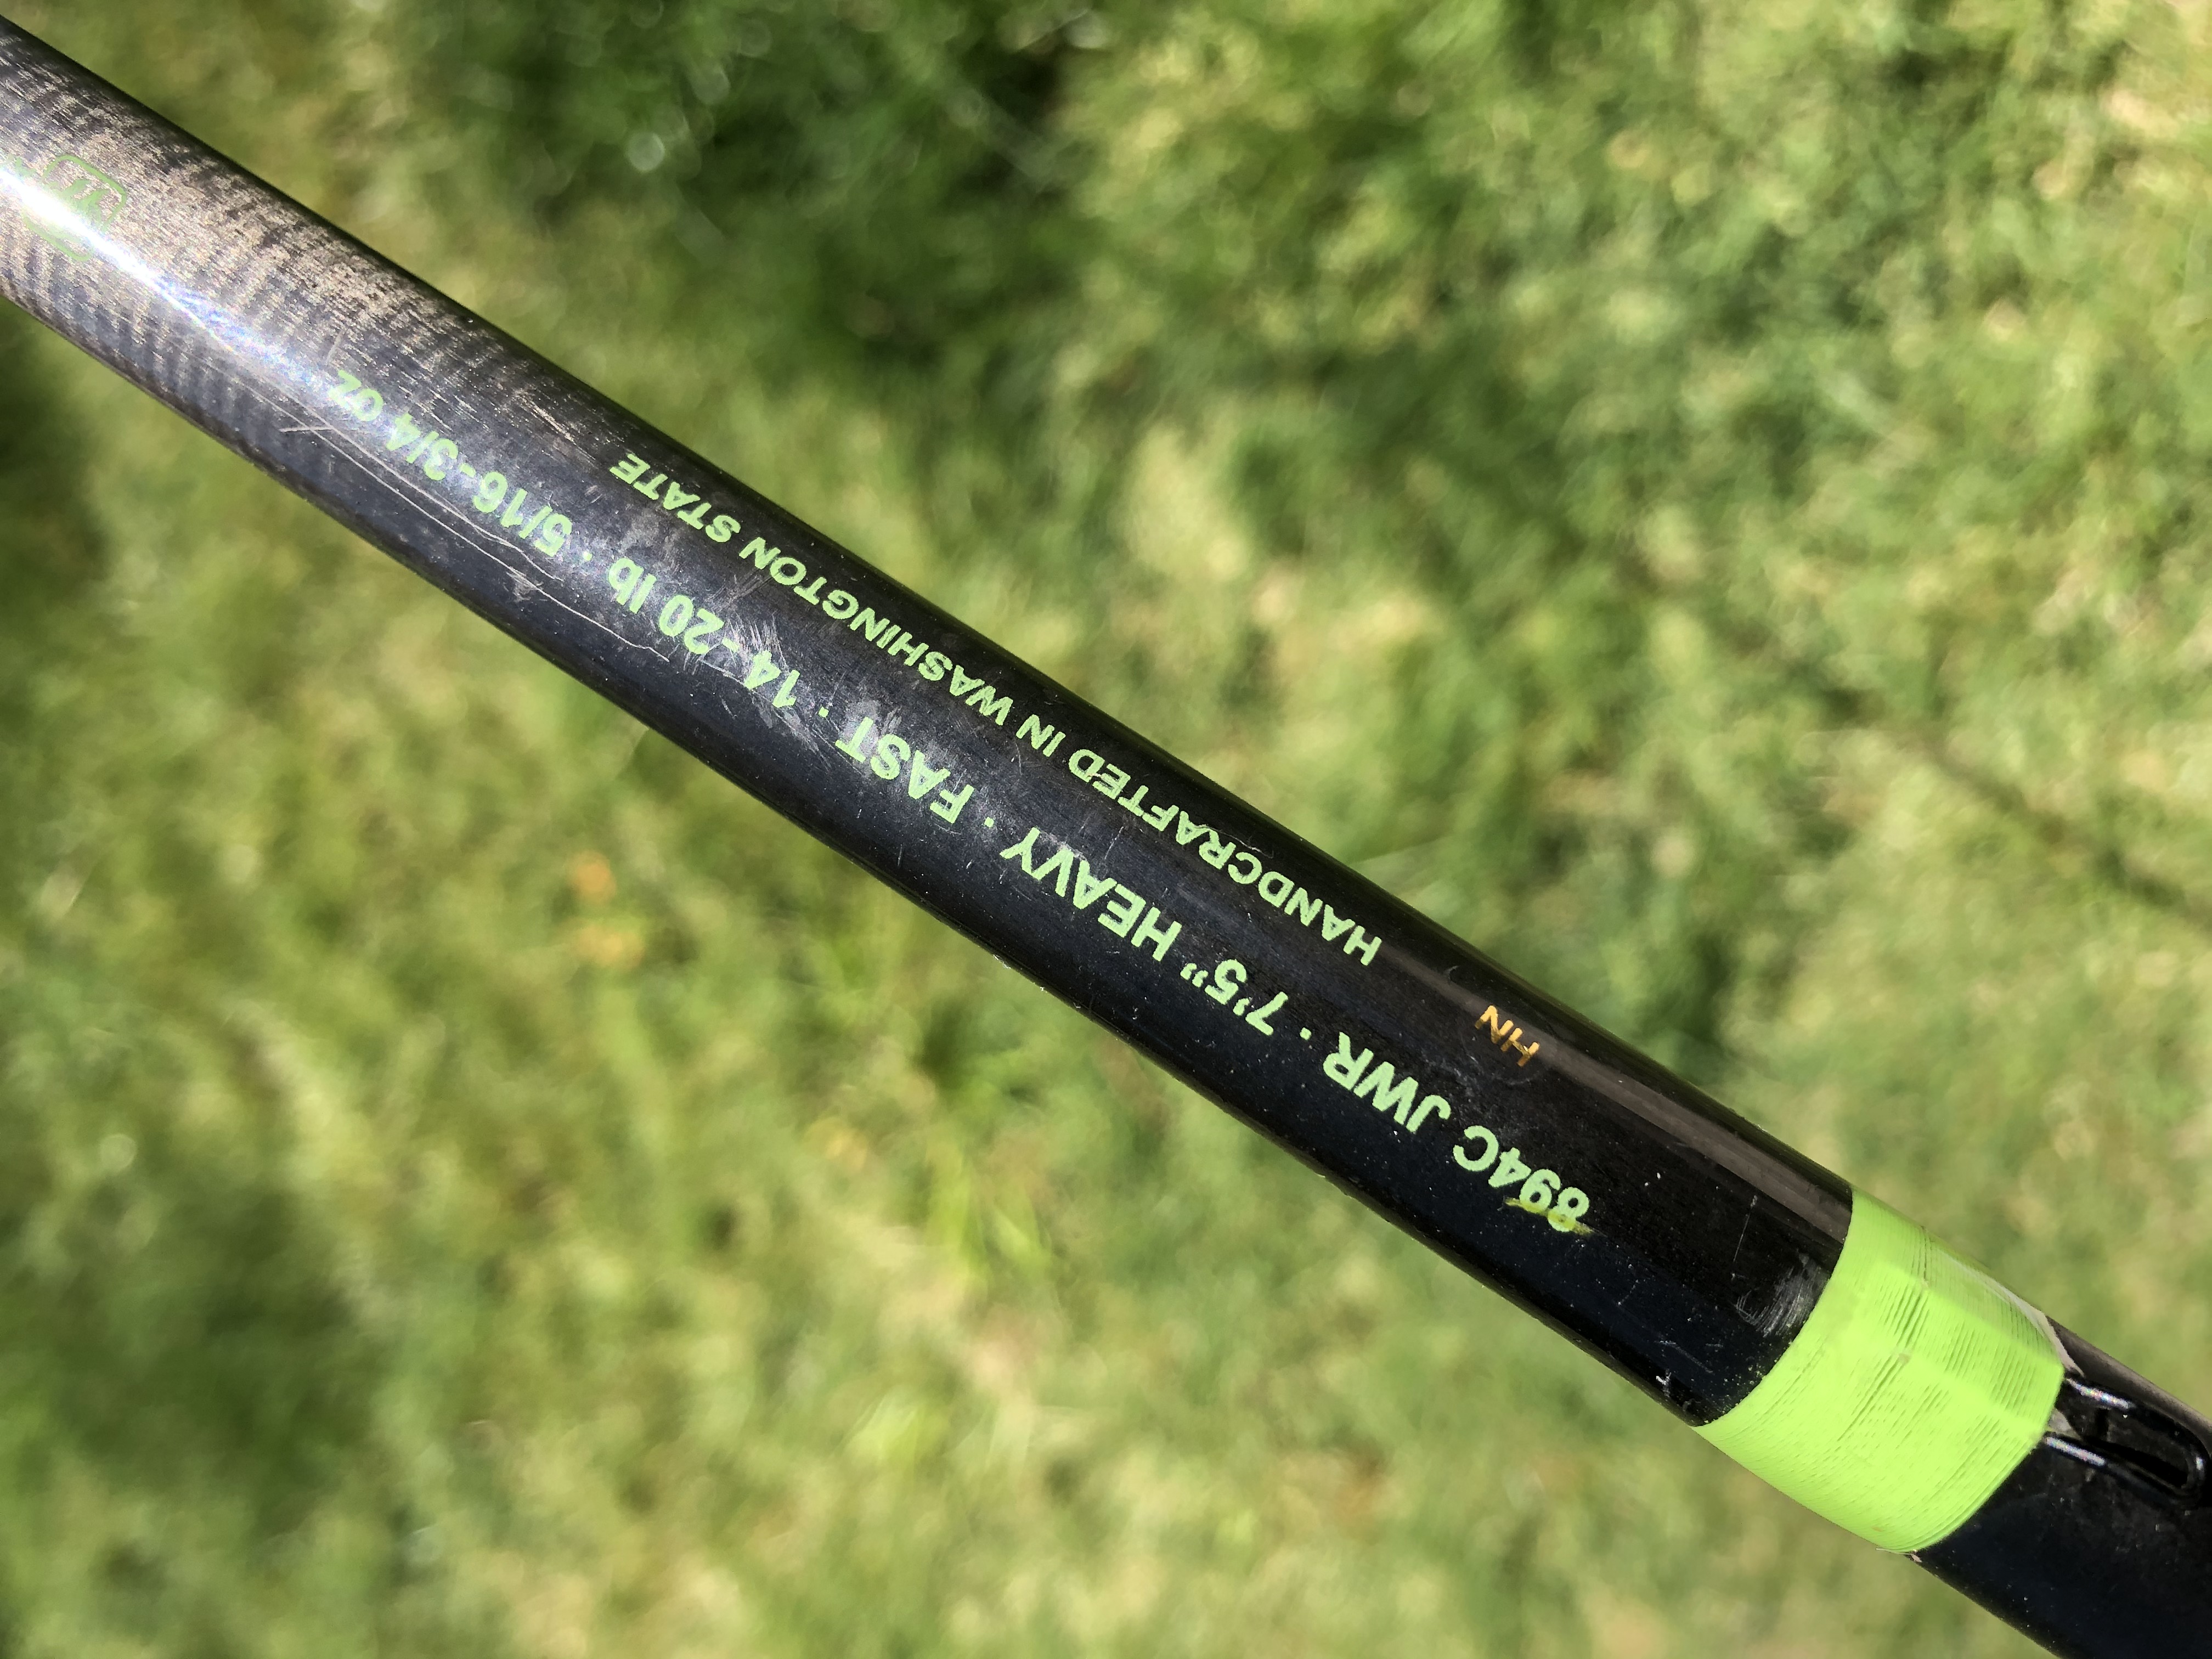 894C JWR · 7'5" HEAVY · FAST · 14-20 lb · 5/16-3/4 oz
HANDCRAFTED IN WASHINGTON STATE
HN